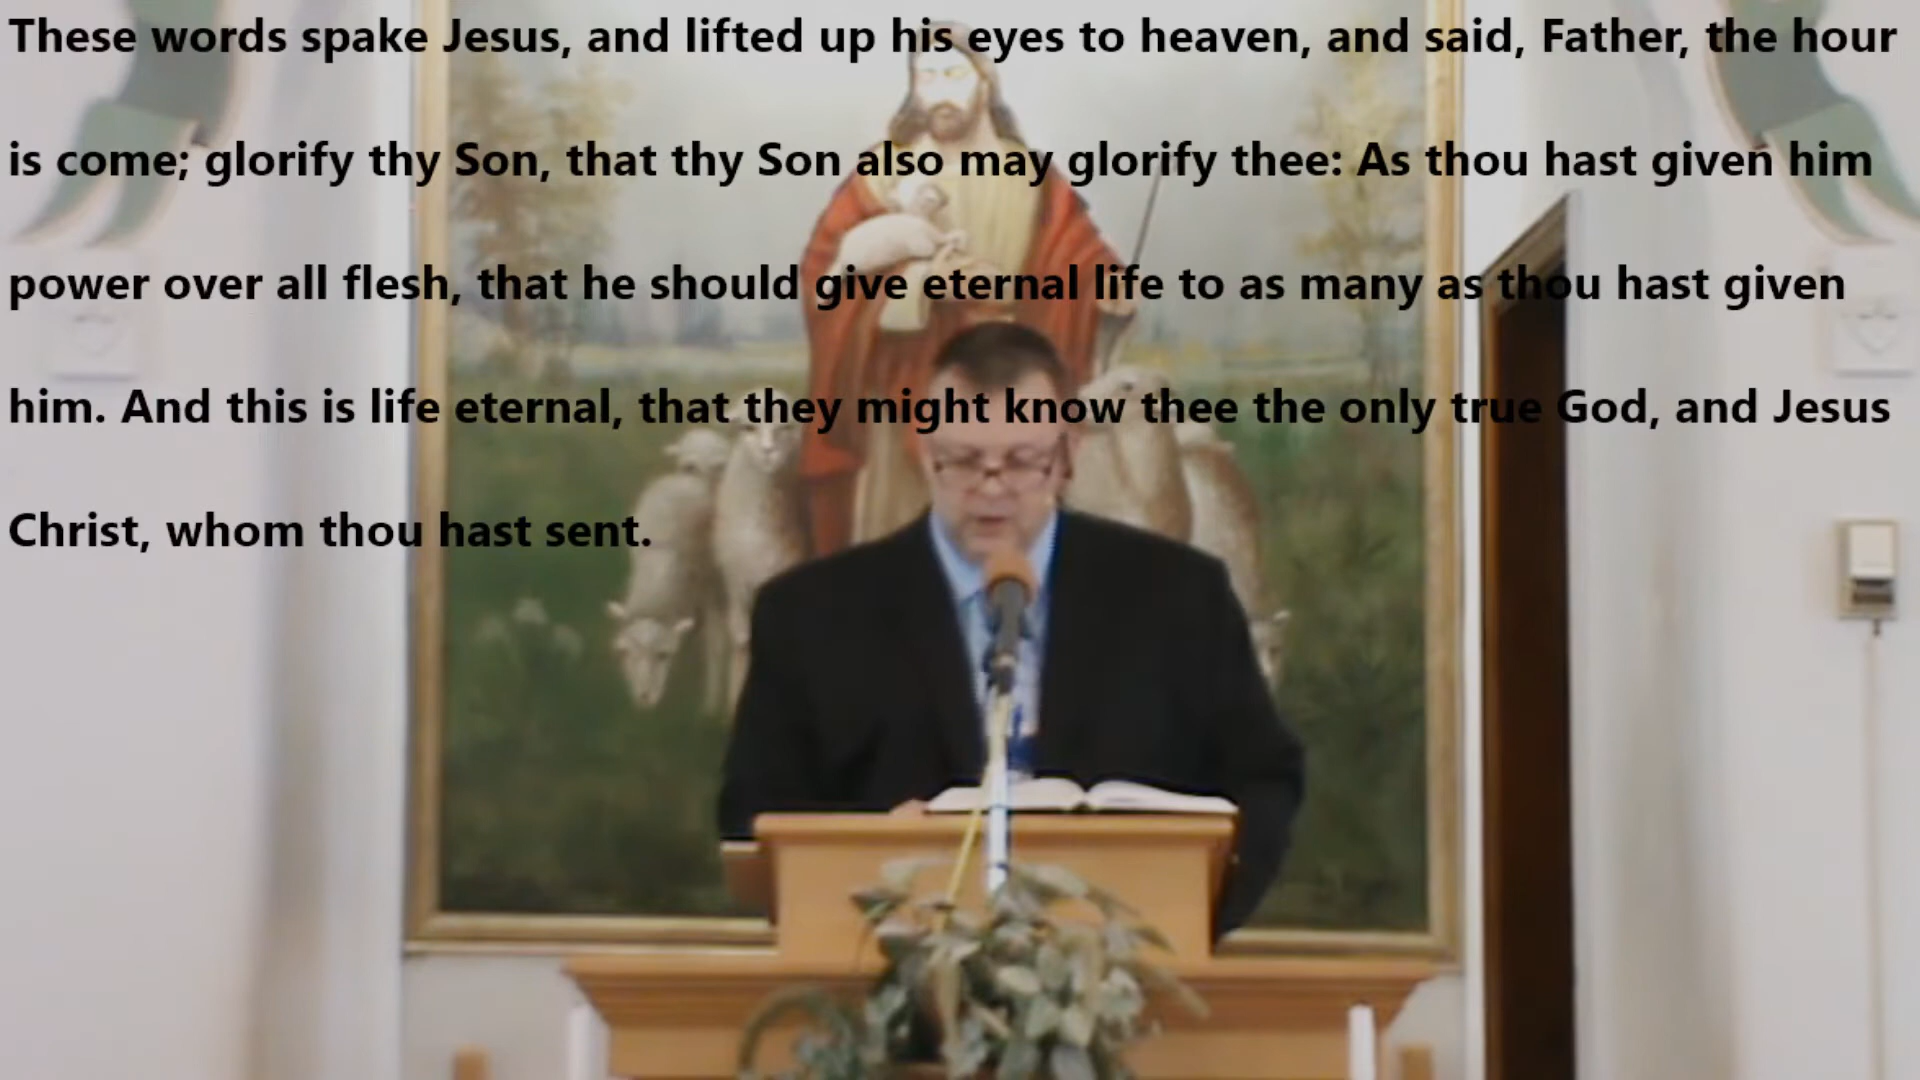 These words spake Jesus, and lifted up his eyes to heaven, and said, Father, the hour
is come; glorify thy Son, that thy Son also may glorify thee: As thou hast given him
power over all flesh, that he should give eternal life to as many as thou hast given
him. And this is life eternal, that they might know thee the only true God, and Jesus
Christ, whom thou hast sent.